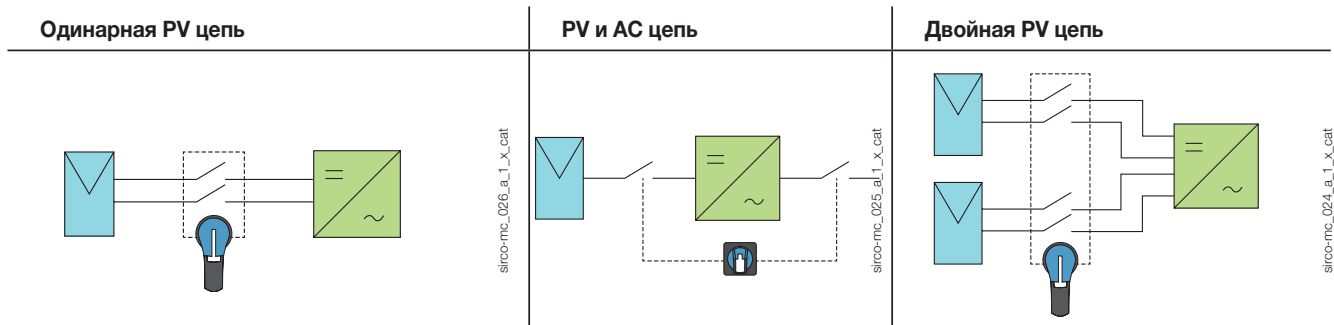 Одинарная PV цепь
PV и AC цепь
Двойная PV цепь
sirco-mc_026_a_1_x_cat
sirco-mc_025_a_1_x_cat
sirco-mc_024_a_1_x_cat